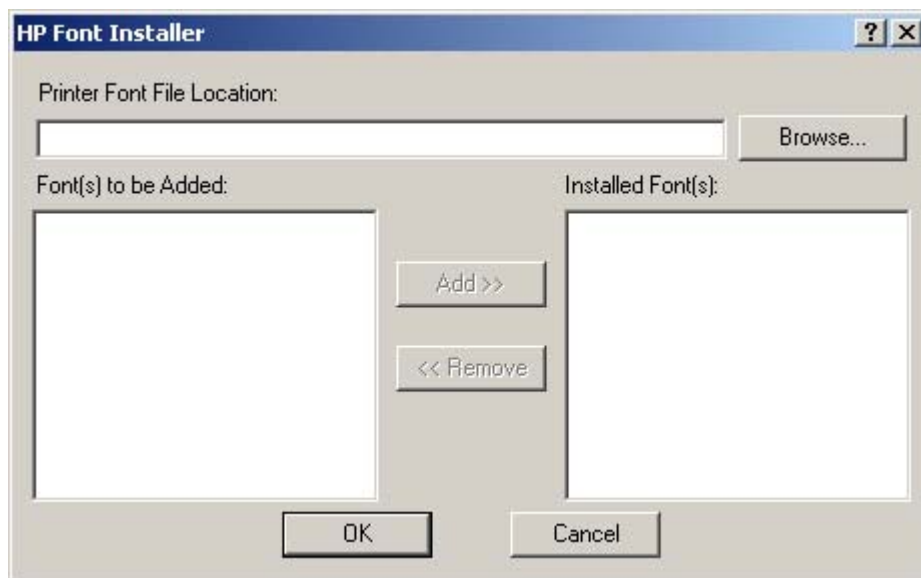 HP Font Installer
Printer Font File Location:
Browse...
Font(s) to be Added:
Installed Font(s):
Add >>
<< Remove
OK
Cancel